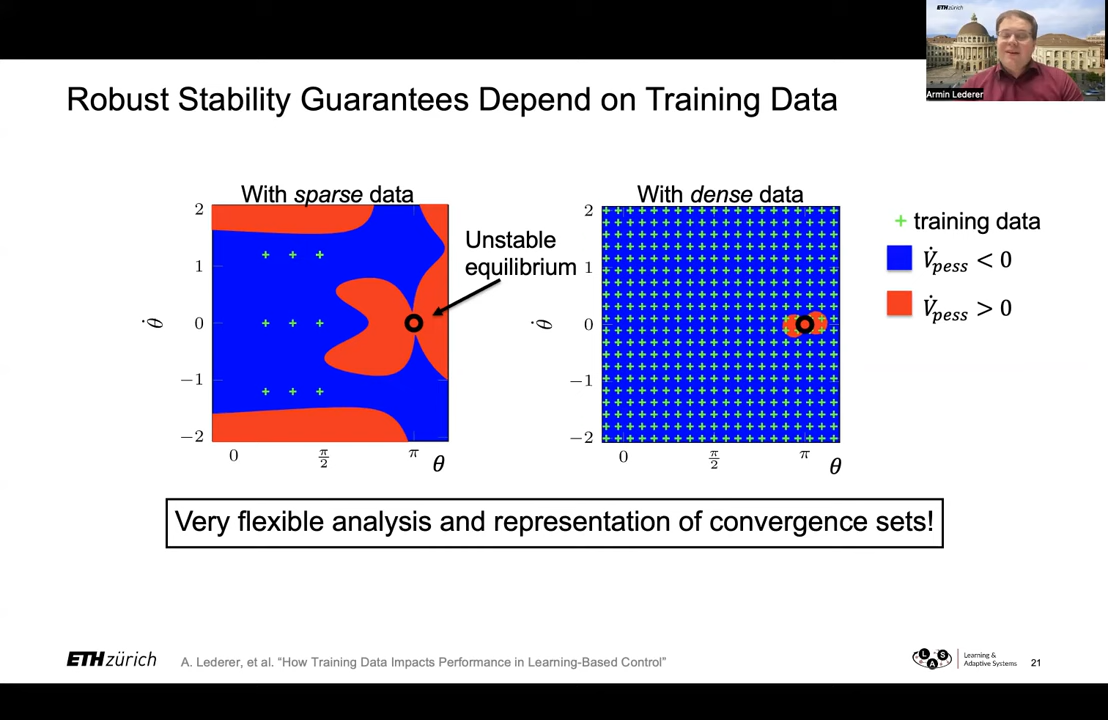 ETHzürich
Armin Lederer
Robust Stability Guarantees Depend on Training Data
With sparse data
2
1
0
−1
−2
0
π/2
π
θ
θ̇
Unstable
equilibrium
With dense data
2
1
0
−1
−2
0
π/2
π
θ
θ̇
+ training data
V̇pess < 0
V̇pess > 0
Very flexible analysis and representation of convergence sets!
ETHzürich
A. Lederer, et al. “How Training Data Impacts Performance in Learning-Based Control”
L S A
Learning &
Adaptive Systems
21